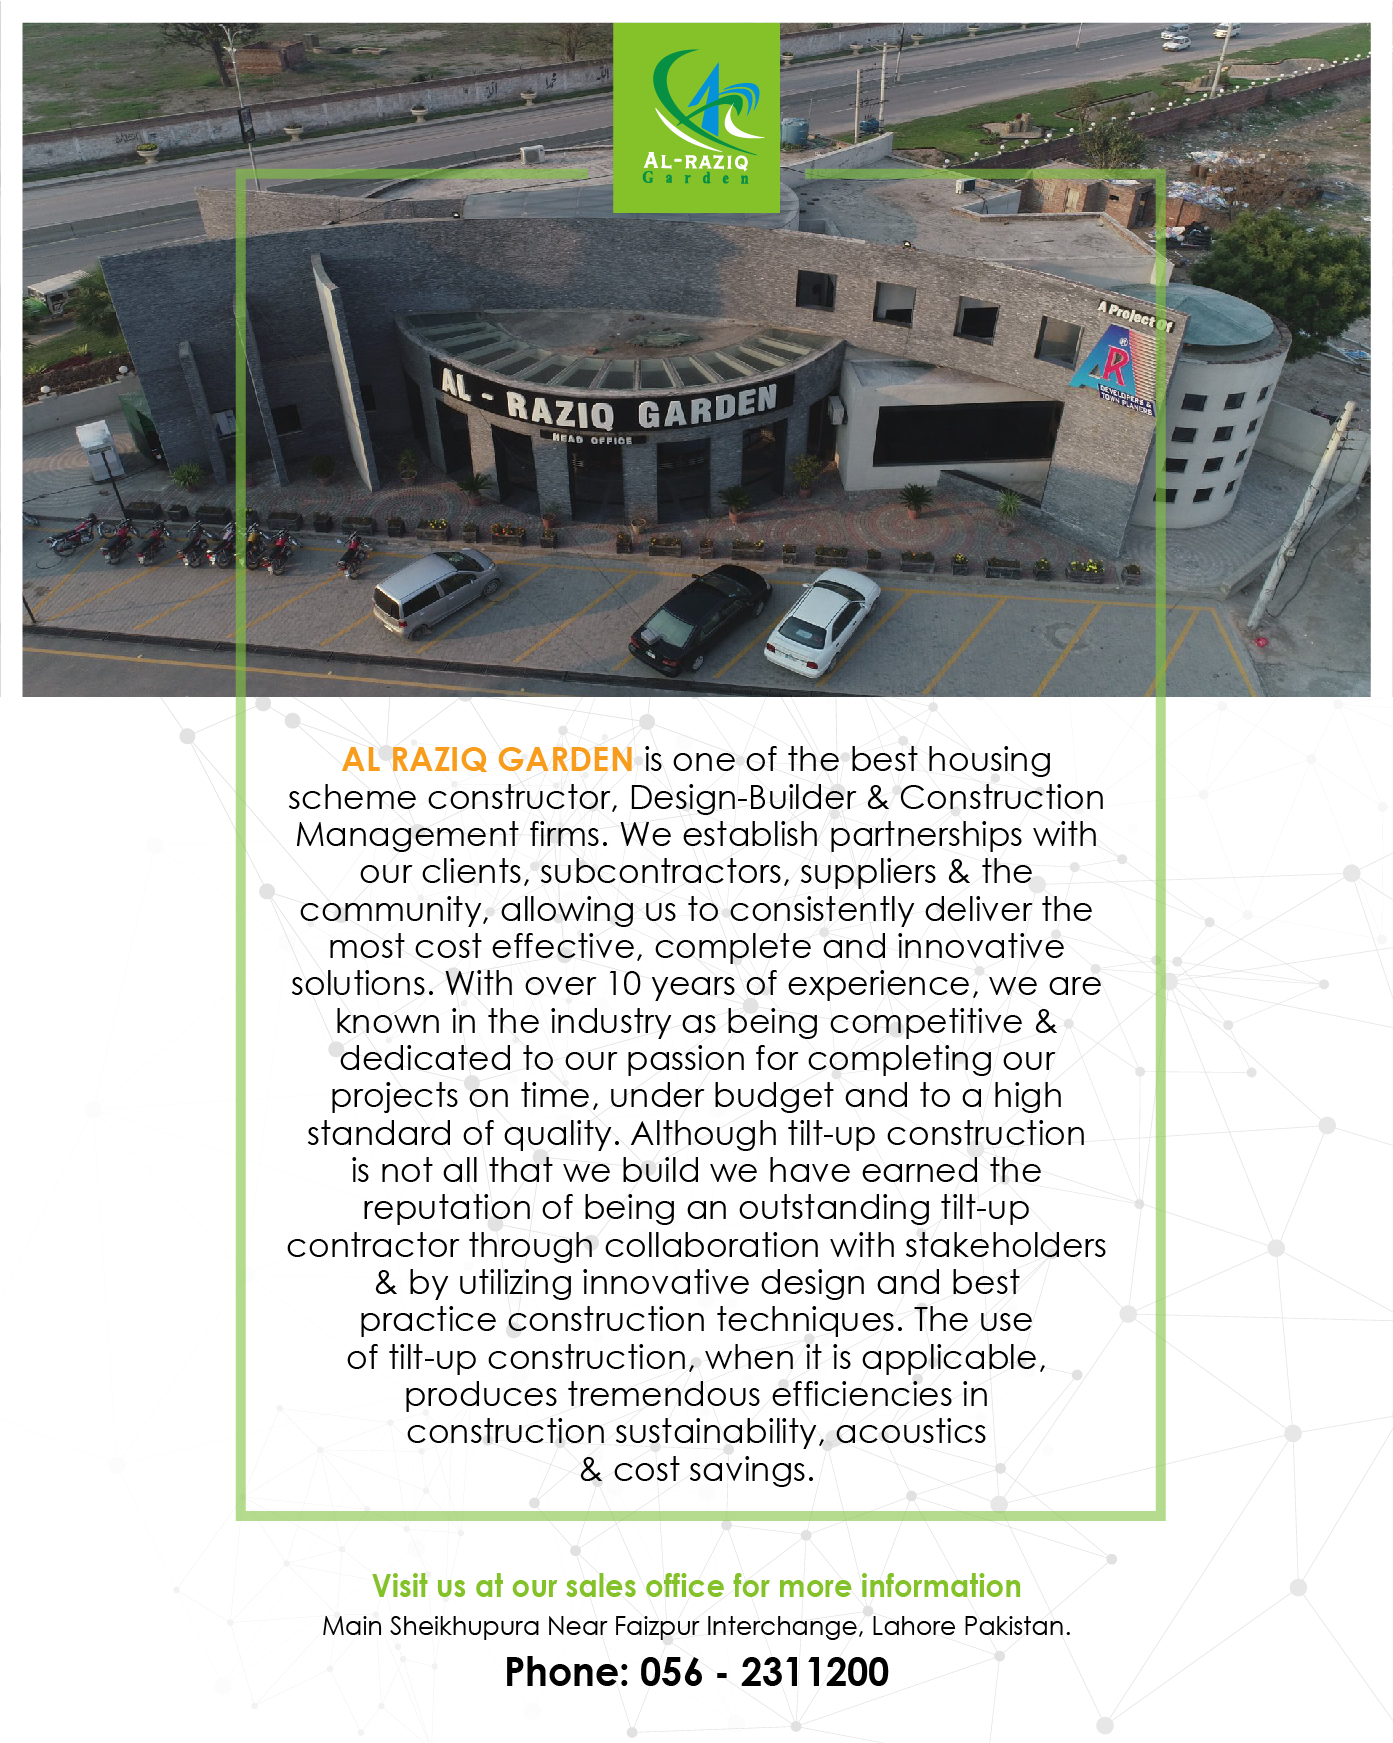 AL-RAZIQ
Garden
A Project Of
R
DEVELOPERS &
TOWN PLANERS
AL - RAZIQ GARDEN
HEAD OFFICE
AL RAZIQ GARDEN is one of the best housing
scheme constructor, Design-Builder & Construction
Management firms. We establish partnerships with
our clients, subcontractors, suppliers & the
community, allowing us to consistently deliver the
most cost effective, complete and innovative
solutions. With over 10 years of experience, we are
known in the industry as being competitive &
dedicated to our passion for completing our
projects on time, under budget and to a high
standard of quality. Although tilt-up construction
is not all that we build we have earned the
reputation of being an outstanding tilt-up
contractor through collaboration with stakeholders
& by utilizing innovative design and best
practice construction techniques. The use
of tilt-up construction, when it is applicable,
produces tremendous efficiencies in
construction sustainability, acoustics
& cost savings.
Visit us at our sales office for more information
Main Sheikhupura Near Faizpur Interchange, Lahore Pakistan.
Phone: 056 - 2311200